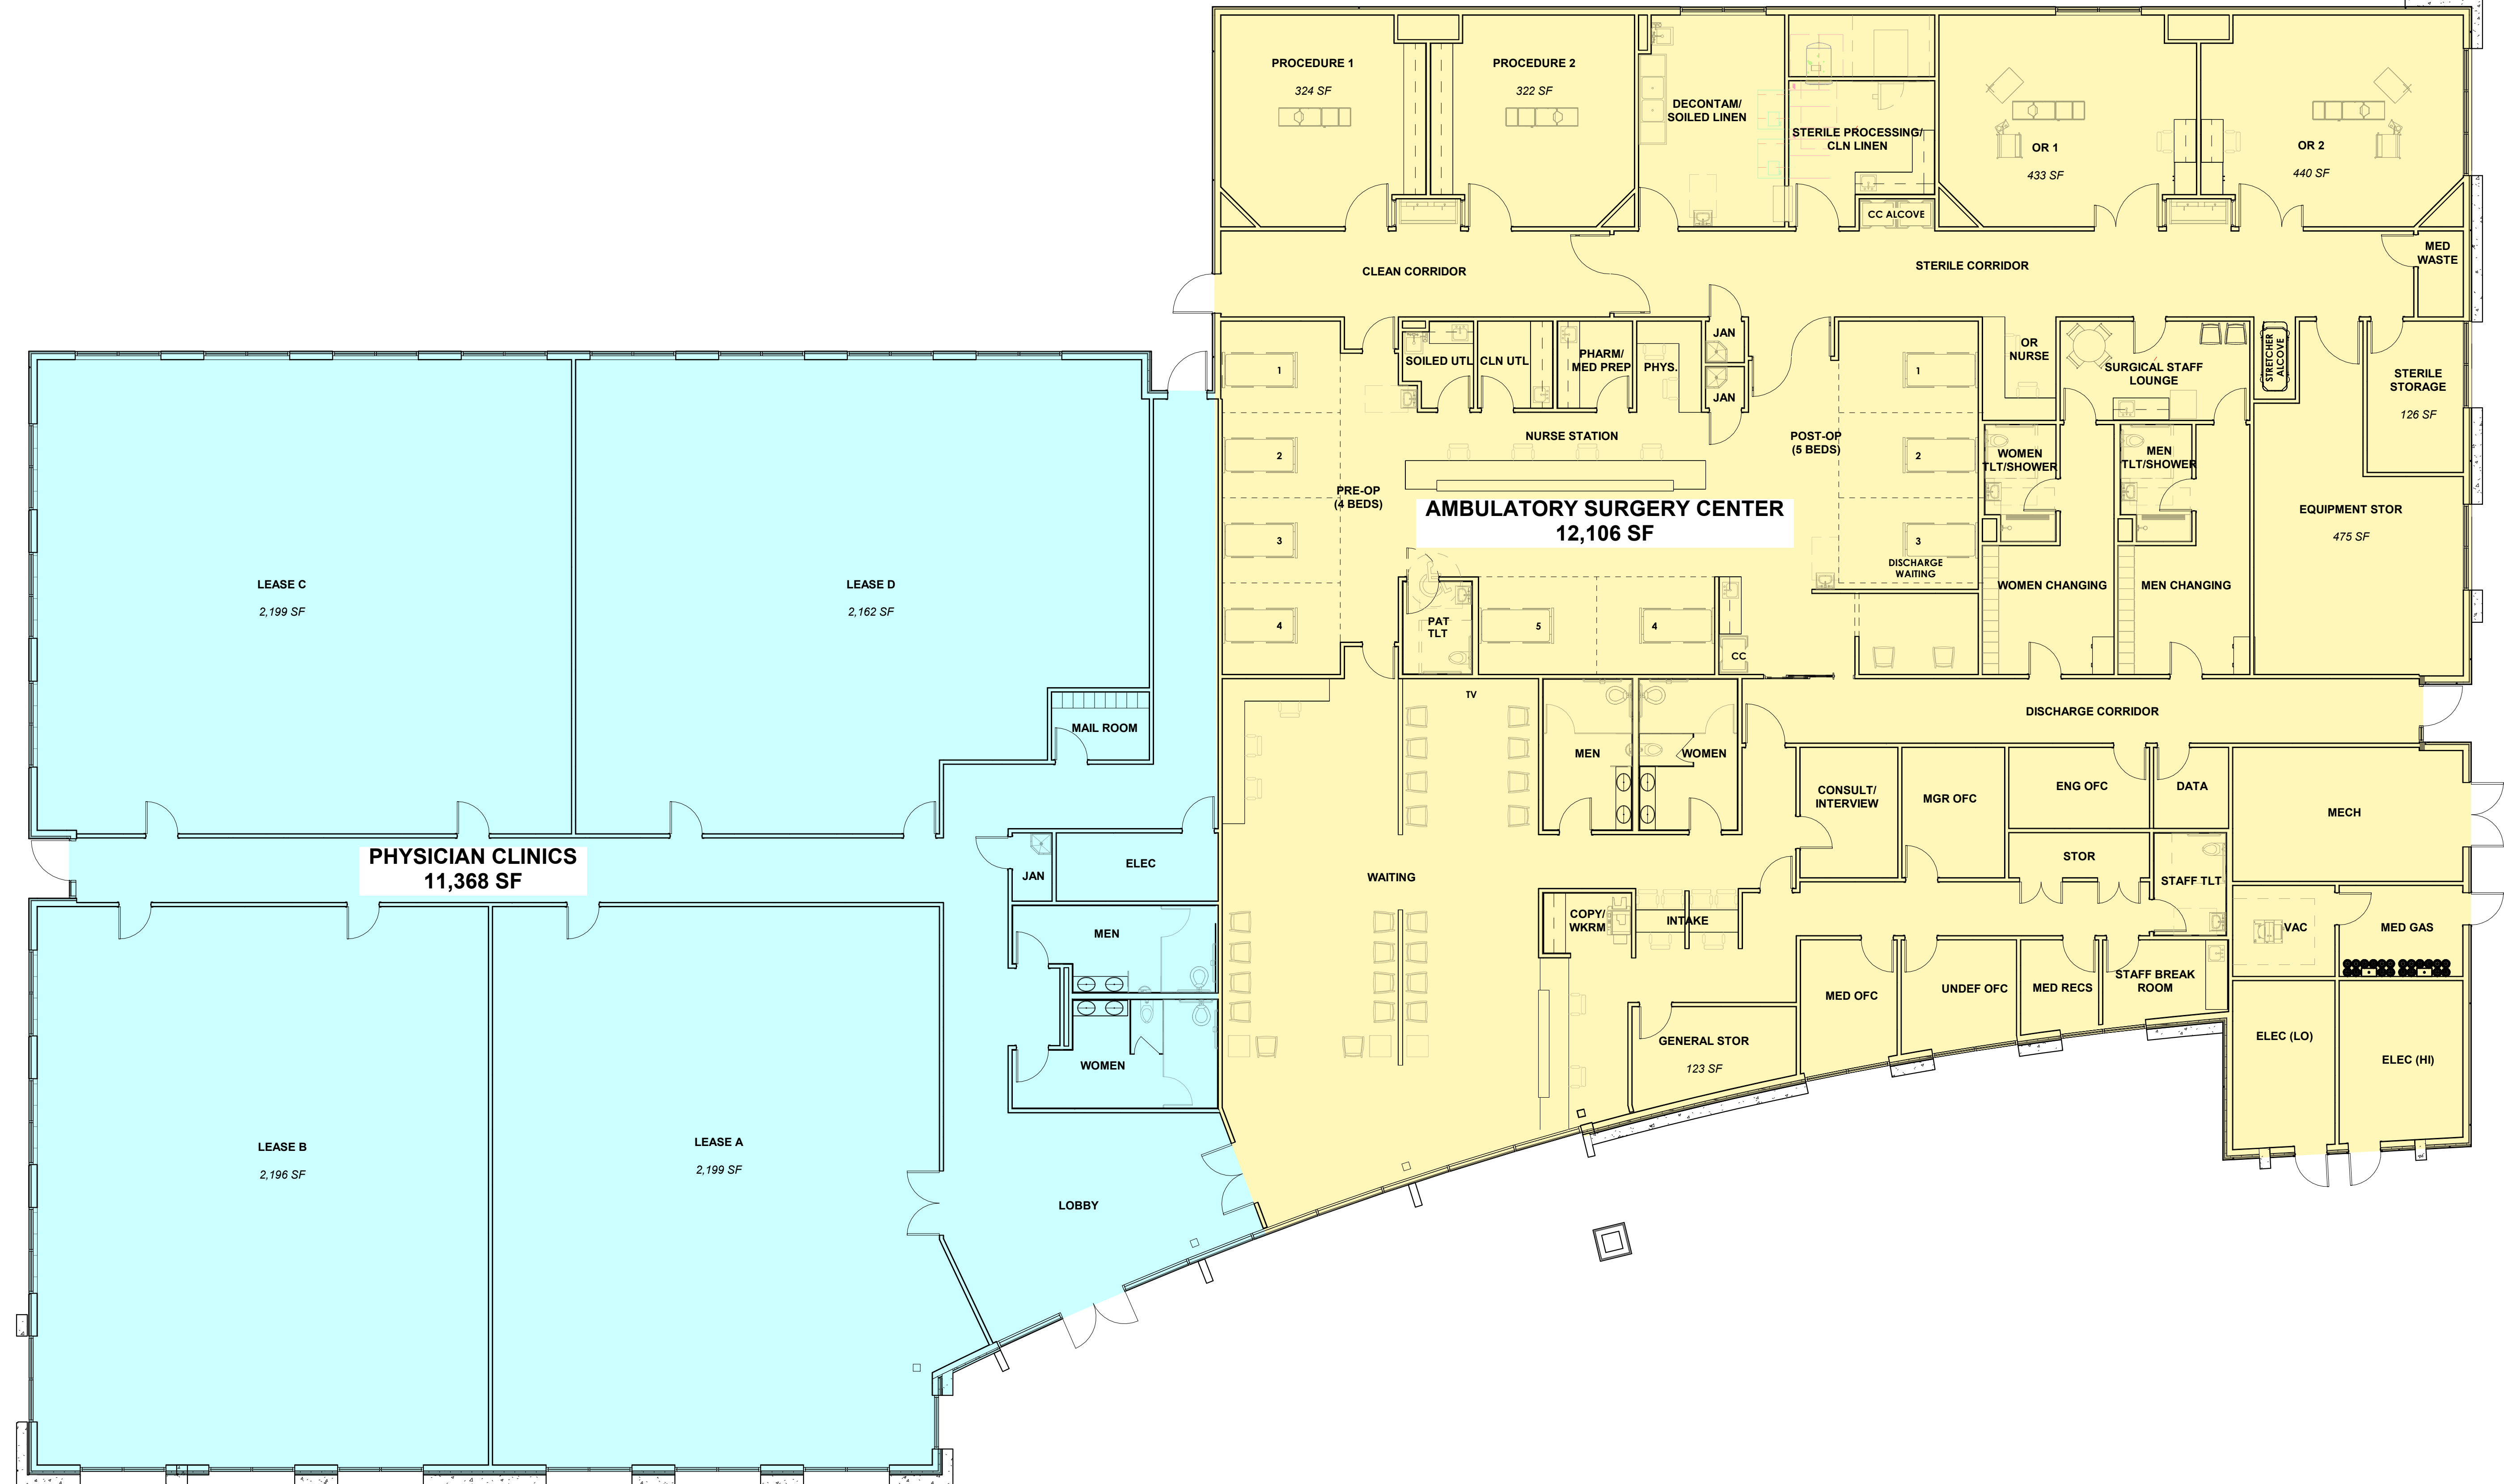 PROCEDURE 1
324 SF
PROCEDURE 2
322 SF
DECONTAM/
SOILED LINEN
STERILE PROCESSING/
CLN LINEN
OR 1
433 SF
OR 2
440 SF
CC ALCOVE
CLEAN CORRIDOR
STERILE CORRIDOR
MED
WASTE
1
2
3
4
PRE-OP
(4 BEDS)
SOILED UTL
CLN UTL
PHARM/
MED PREP
PHYS.
JAN
JAN
NURSE STATION
POST-OP
(5 BEDS)
1
2
3
DISCHARGE
WAITING
OR
NURSE
SURGICAL STAFF
LOUNGE
STRETCHER
ALCOVE
STERILE
STORAGE
126 SF
WOMEN
TLT/SHOWER
MEN
TLT/SHOWER
EQUIPMENT STOR
475 SF
AMBULATORY SURGERY CENTER
12,106 SF
WOMEN CHANGING
MEN CHANGING
PAT
TLT
5
4
CC
LEASE C
2,199 SF
LEASE D
2,162 SF
MAIL ROOM
TV
MEN
WOMEN
DISCHARGE CORRIDOR
CONSULT/
INTERVIEW
MGR OFC
ENG OFC
DATA
MECH
PHYSICIAN CLINICS
11,368 SF
JAN
ELEC
WAITING
STOR
STAFF TLT
COPY/
WKRM
INTAKE
VAC
MED GAS
MEN
WOMEN
MED OFC
UNDEF OFC
MED RECS
STAFF BREAK
ROOM
GENERAL STOR
123 SF
ELEC (LO)
ELEC (HI)
LEASE B
2,196 SF
LEASE A
2,199 SF
LOBBY